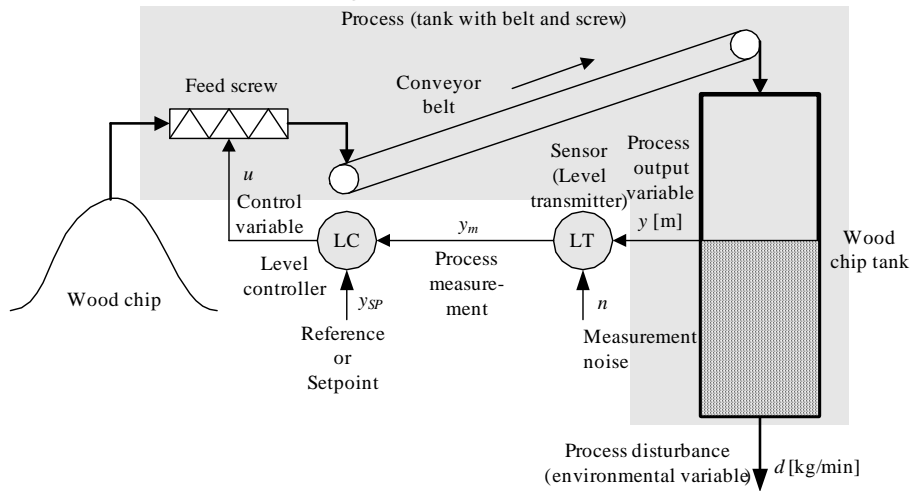 Process (tank with belt and screw)
Feed screw
Conveyor
belt
Sensor
(Level
transmitter)
Process
output
variable
y [m]
u
Control
variable
LC
Level
controller
y_m
Process
measure-
ment
LT
Wood
chip tank
Wood chip
y_SP
Reference
or
Setpoint
n
Measurement
noise
Process disturbance
(environmental variable)
d [kg/min]